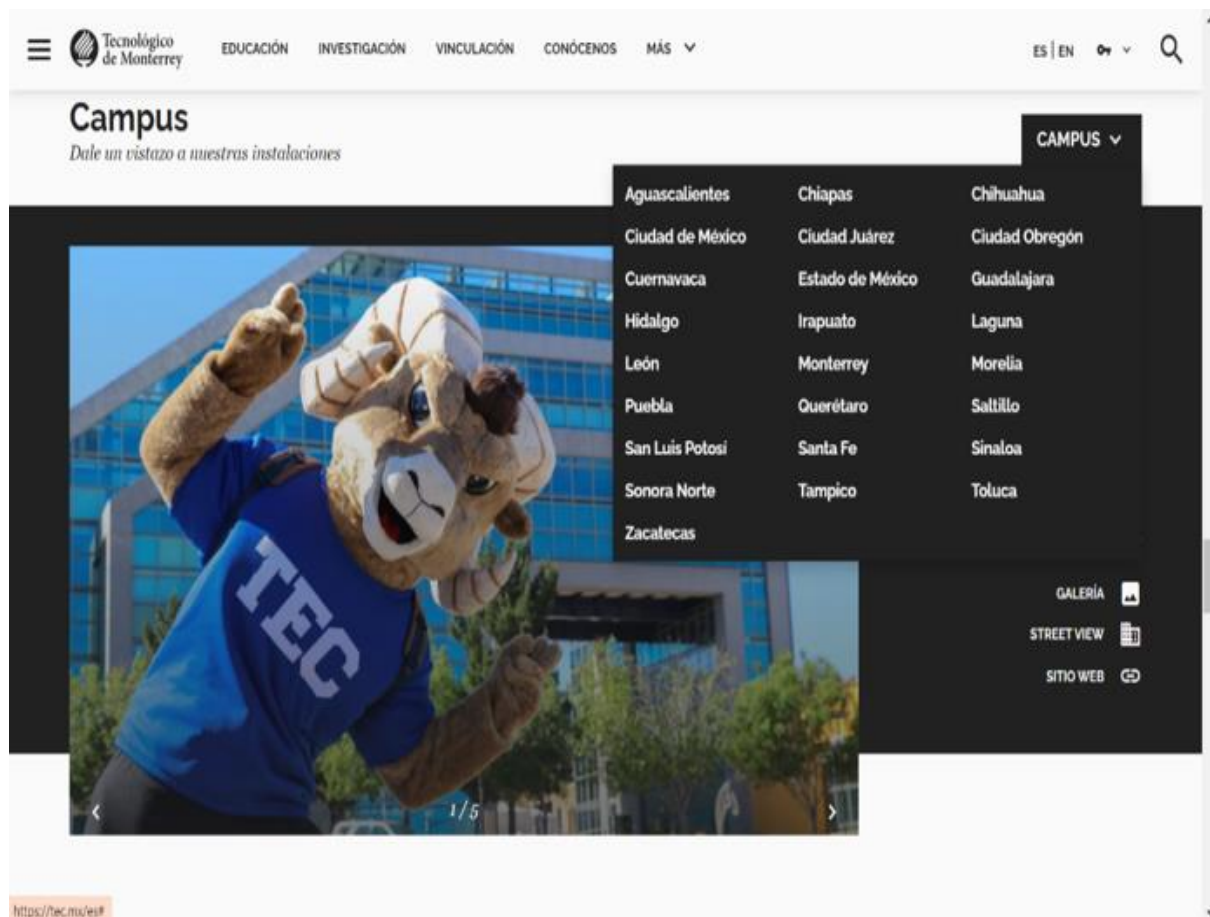 Tecnológico
de Monterrey
EDUCACIÓN INVESTIGACIÓN VINCULACIÓN CONÓCENOS MÁS
ES | EN
Campus
Dale un vistazo a nuestras instalaciones
CAMPUS
Aguascalientes Chiapas Chihuahua
Ciudad de México Ciudad Juárez Ciudad Obregón
Cuernavaca Estado de México Guadalajara
Hidalgo Irapuato Laguna
León Monterrey Morelia
Puebla Querétaro Saltillo
San Luis Potosí Santa Fe Sinaloa
Sonora Norte Tampico Toluca
Zacatecas
TEC
GALERÍA
STREET VIEW
SITIO WEB
1/5
https://tec.mx/es#